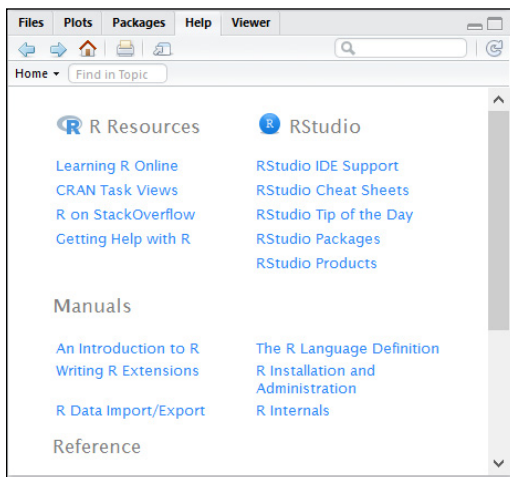 Files Plots Packages Help Viewer
Home Find in Topic
R R Resources
Learning R Online
CRAN Task Views
R on StackOverflow
Getting Help with R
R RStudio
RStudio IDE Support
RStudio Cheat Sheets
RStudio Tip of the Day
RStudio Packages
RStudio Products
Manuals
An Introduction to R
The R Language Definition
Writing R Extensions
R Installation and
Administration
R Data Import/Export
R Internals
Reference